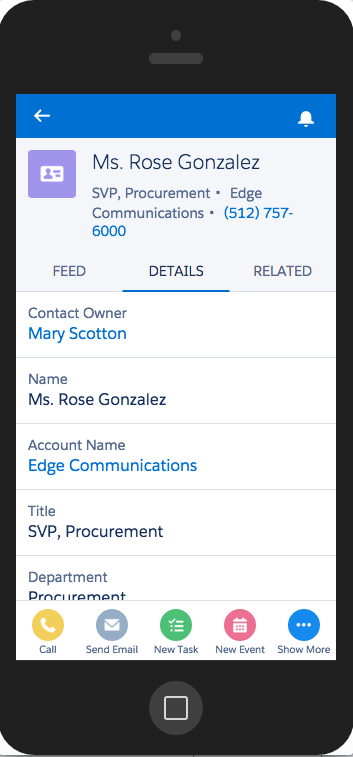 Ms. Rose Gonzalez
SVP, Procurement • Edge
Communications • (512) 757-
6000
FEED DETAILS RELATED
Contact Owner
Mary Scotton
Name
Ms. Rose Gonzalez
Account Name
Edge Communications
Title
SVP, Procurement
Department
Procurement
Call Send Email New Task New Event Show More